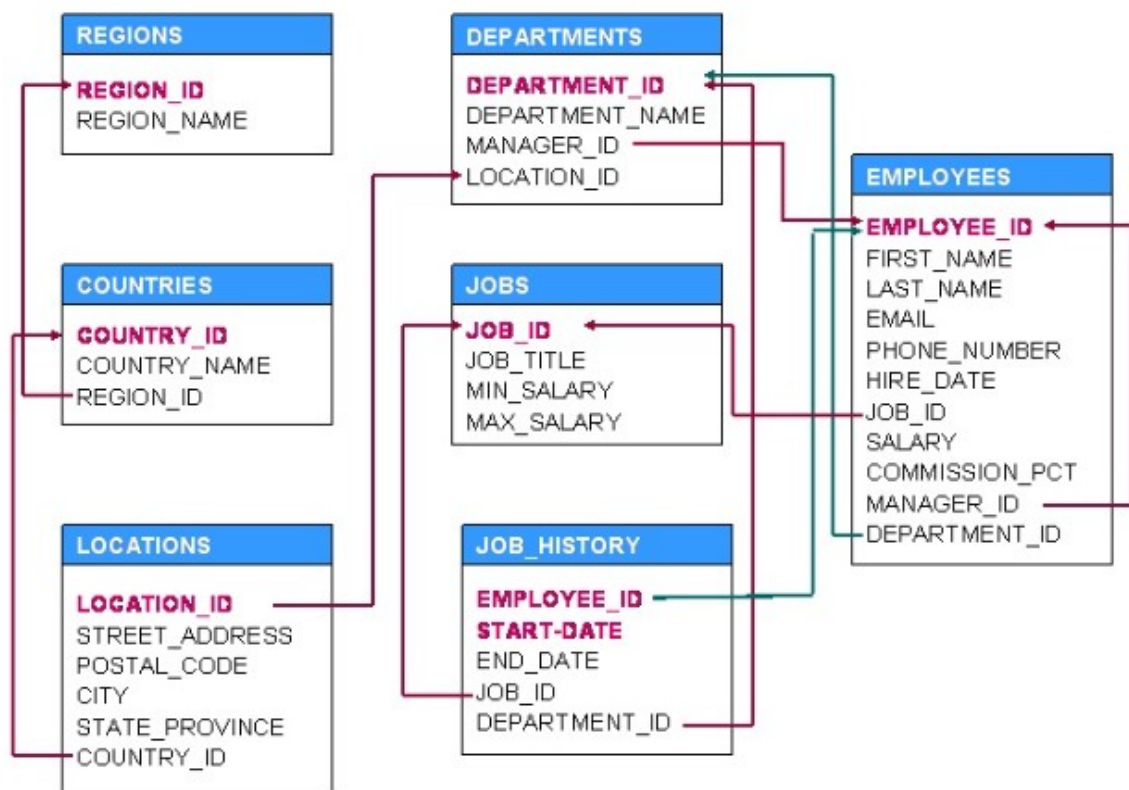 REGIONS
REGION_ID
REGION_NAME
COUNTRIES
COUNTRY_ID
COUNTRY_NAME
REGION_ID
LOCATIONS
LOCATION_ID
STREET_ADDRESS
POSTAL_CODE
CITY
STATE_PROVINCE
COUNTRY_ID
DEPARTMENTS
DEPARTMENT_ID
DEPARTMENT_NAME
MANAGER_ID
LOCATION_ID
JOBS
JOB_ID
JOB_TITLE
MIN_SALARY
MAX_SALARY
JOB_HISTORY
EMPLOYEE_ID
START-DATE
END_DATE
JOB_ID
DEPARTMENT_ID
EMPLOYEES
EMPLOYEE_ID
FIRST_NAME
LAST_NAME
EMAIL
PHONE_NUMBER
HIRE_DATE
JOB_ID
SALARY
COMMISSION_PCT
MANAGER_ID
DEPARTMENT_ID